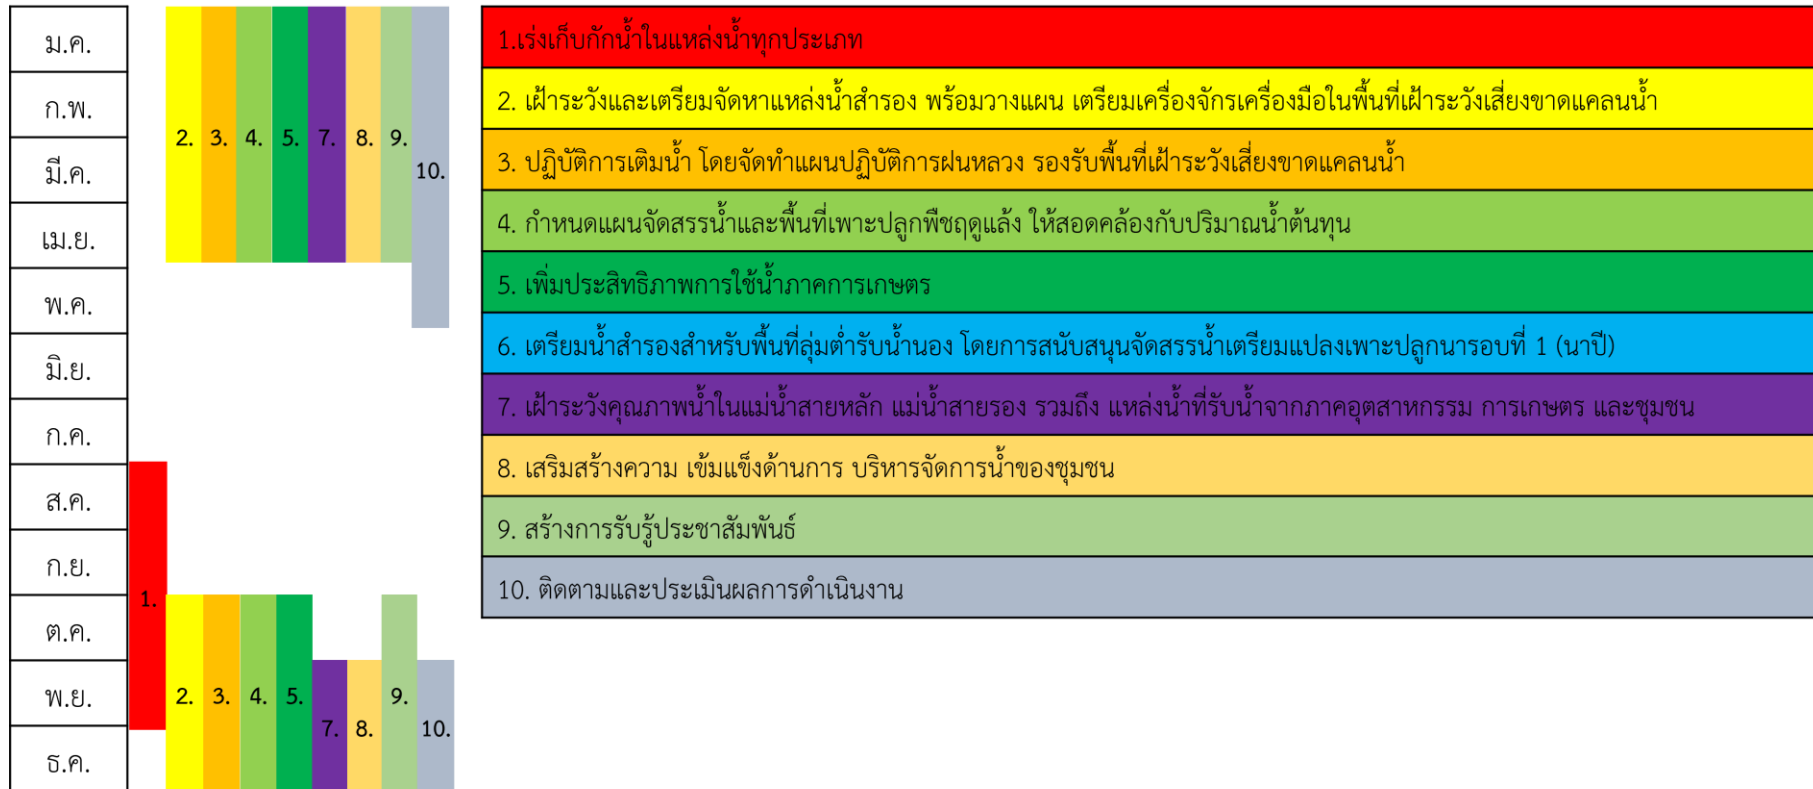 ม.ค.
ก.พ.
มี.ค.
เม.ย.
พ.ค.
มิ.ย.
ก.ค.
ส.ค.
ก.ย.
ต.ค.
พ.ย.
ธ.ค.
2. 3. 4. 5. 7. 8. 9.
10.
1.
2. 3. 4. 5. 9.
7. 8. 10.
1.เร่งเก็บกักน้ำในแหล่งน้ำทุกประเภท
2. เฝ้าระวังและเตรียมจัดหาแหล่งน้ำสำรอง พร้อมวางแผน เตรียมเครื่องจักรเครื่องมือในพื้นที่เฝ้าระวังเสี่ยงขาดแคลนน้ำ
3. ปฏิบัติการเติมน้ำ โดยจัดทำแผนปฏิบัติการฝนหลวง รองรับพื้นที่เฝ้าระวังเสี่ยงขาดแคลนน้ำ
4. กำหนดแผนจัดสรรน้ำและพื้นที่เพาะปลูกพืชฤดูแล้ง ให้สอดคล้องกับปริมาณน้ำต้นทุน
5. เพิ่มประสิทธิภาพการใช้น้ำภาคการเกษตร
6. เตรียมน้ำสำรองสำหรับพื้นที่ลุ่มต่ำรับน้ำนอง โดยการสนับสนุนจัดสรรน้ำเตรียมแปลงเพาะปลูกนารอบที่ 1 (นาปี)
7. เฝ้าระวังคุณภาพน้ำในแม่น้ำสายหลัก แม่น้ำสายรอง รวมถึง แหล่งน้ำที่รับน้ำจากภาคอุตสาหกรรม การเกษตร และชุมชน
8. เสริมสร้างความ เข้มแข็งด้านการ บริหารจัดการน้ำของชุมชน
9. สร้างการรับรู้ประชาสัมพันธ์
10. ติดตามและประเมินผลการดำเนินงาน